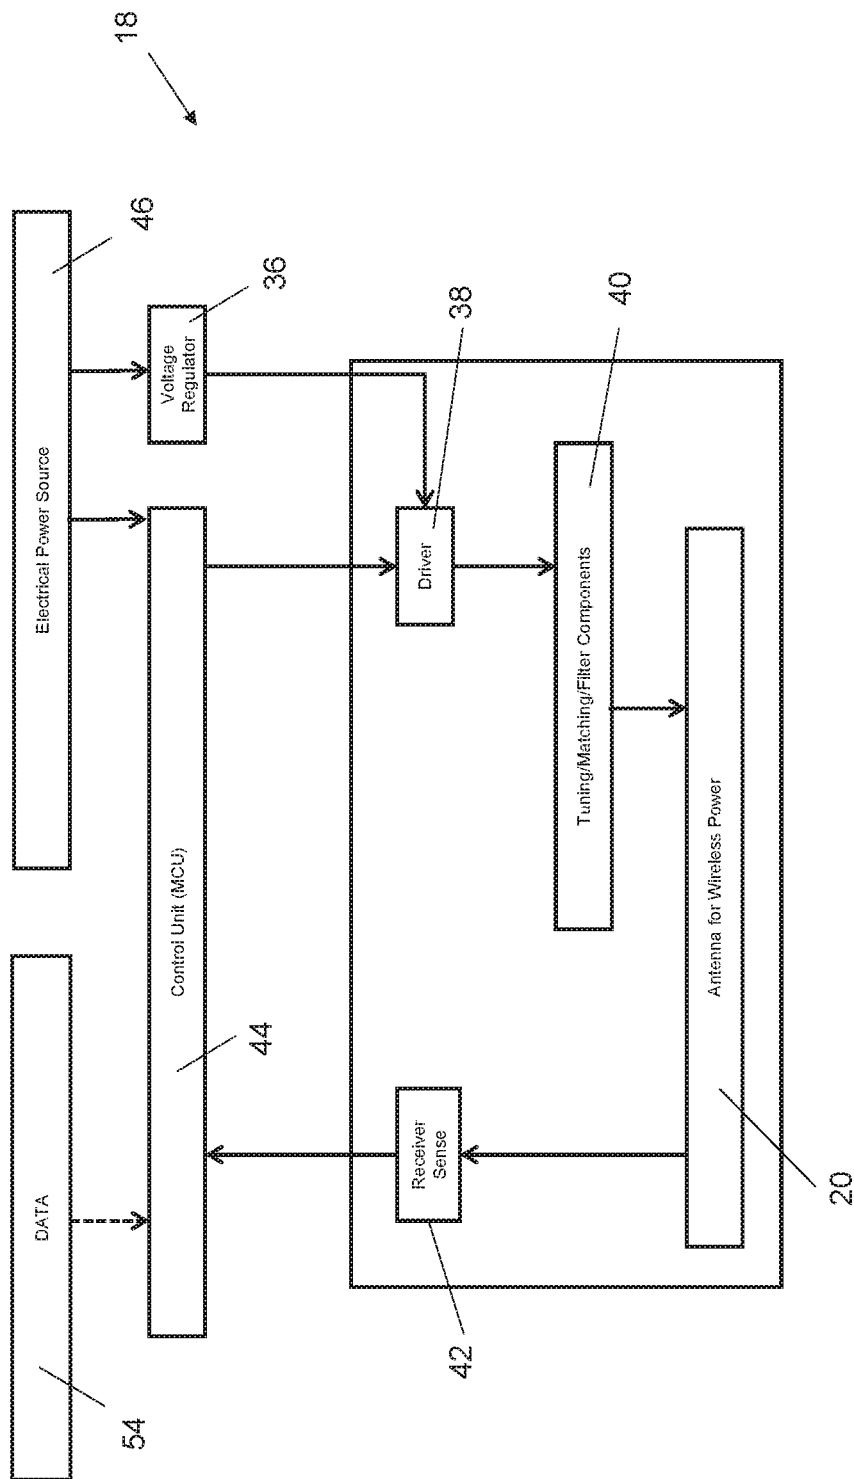 18
DATA
54
Electrical Power Source
46
Control Unit (MCU)
44
Voltage
Regulator
36
Receiver
Sense
42
Driver
38
Tuning/Matching/Filter Components
40
Antenna for Wireless Power
20